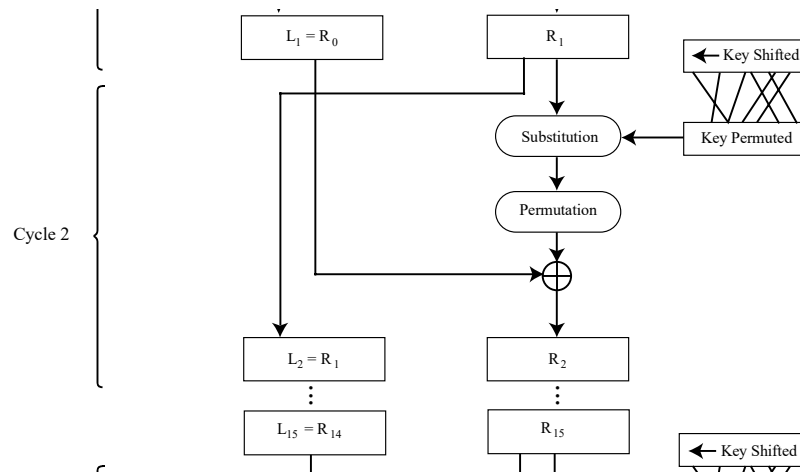 L₁ = R₀
R₁
Key Shifted
Substitution
Key Permuted
Permutation
Cycle 2
L₂ = R₁
R₂
L₁₅ = R₁₄
R₁₅
Key Shifted